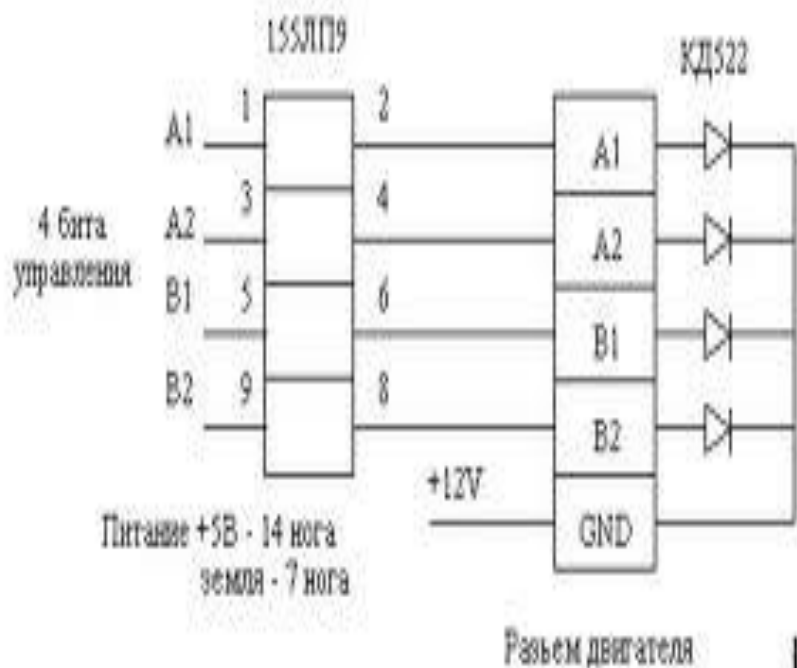 155ЛП9
КД522
1
2
A1
A1
3
4
4 бита
управления
A2
A2
B1
5
6
B1
B2
9
8
B2
+12V
GND
Питание +5В - 14 нога
земля - 7 нога
Разьем двигателя